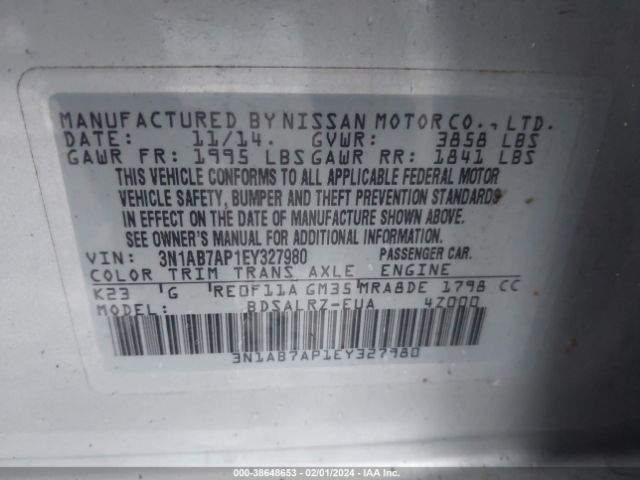 MANUFACTURED BY NISSAN MOTOR CO., LTD.
DATE: 11/14. GVWR: 3858 LBS
GAWR FR: 1995 LBS GAWR RR: 1841 LBS
THIS VEHICLE CONFORMS TO ALL APPLICABLE FEDERAL MOTOR
VEHICLE SAFETY, BUMPER AND THEFT PREVENTION STANDARDS
IN EFFECT ON THE DATE OF MANUFACTURE SHOWN ABOVE.
SEE OWNER'S MANUAL FOR ADDITIONAL INFORMATION.
VIN: 3N1AB7AP1EY327980 PASSENGER CAR.
COLOR TRIM TRANS AXLE ENGINE
K23 G RE0F11A GM35 MRA8DE 1798 CC
MODEL: BDSALRZ-EUA 4Z000
3N1AB7AP1EY327980
000-38648653 - 02/01/2024 - IAA Inc.